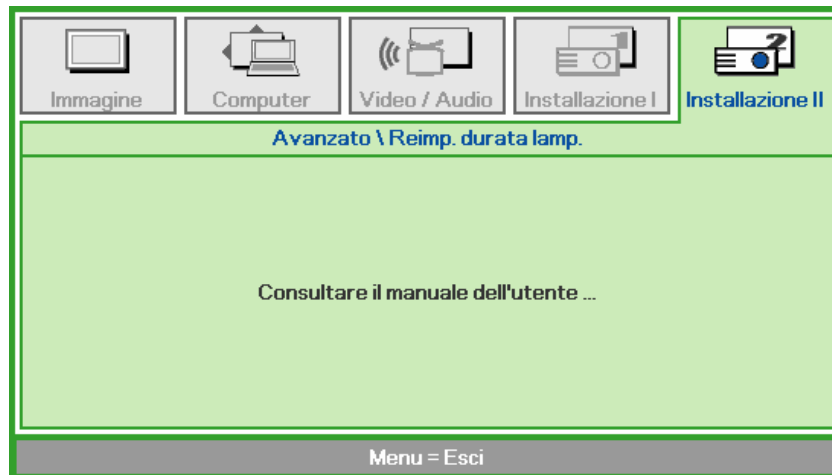 Immagine
Computer
Video / Audio
Installazione I
Installazione II
Avanzato \ Reimp. durata lamp.
Consultare il manuale dell'utente ...
Menu = Esci